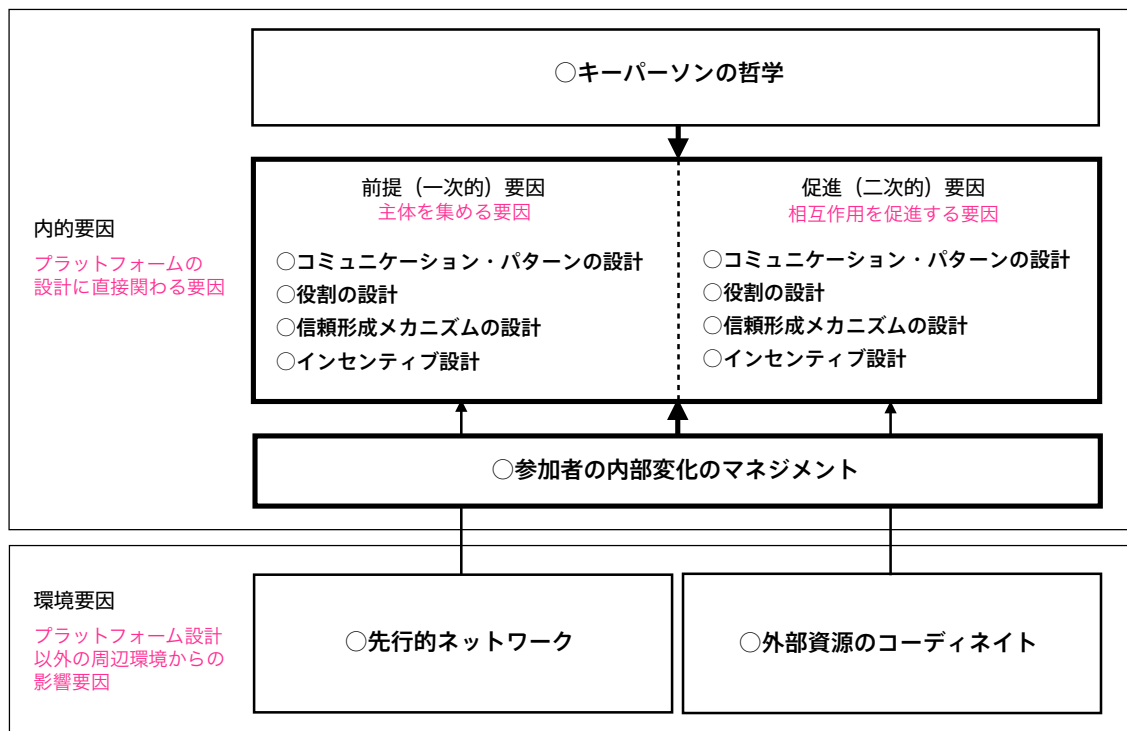 ○キーパーソンの哲学
内的要因
プラットフォームの
設計に直接関わる要因
前提（一次的）要因
主体を集める要因
○コミュニケーション・パターンの設計
○役割の設計
○信頼形成メカニズムの設計
○インセンティブ設計
促進（二次的）要因
相互作用を促進する要因
○コミュニケーション・パターンの設計
○役割の設計
○信頼形成メカニズムの設計
○インセンティブ設計
○参加者の内部変化のマネジメント
環境要因
プラットフォーム設計
以外の周辺環境からの
影響要因
○先行的ネットワーク
○外部資源のコーディネイト